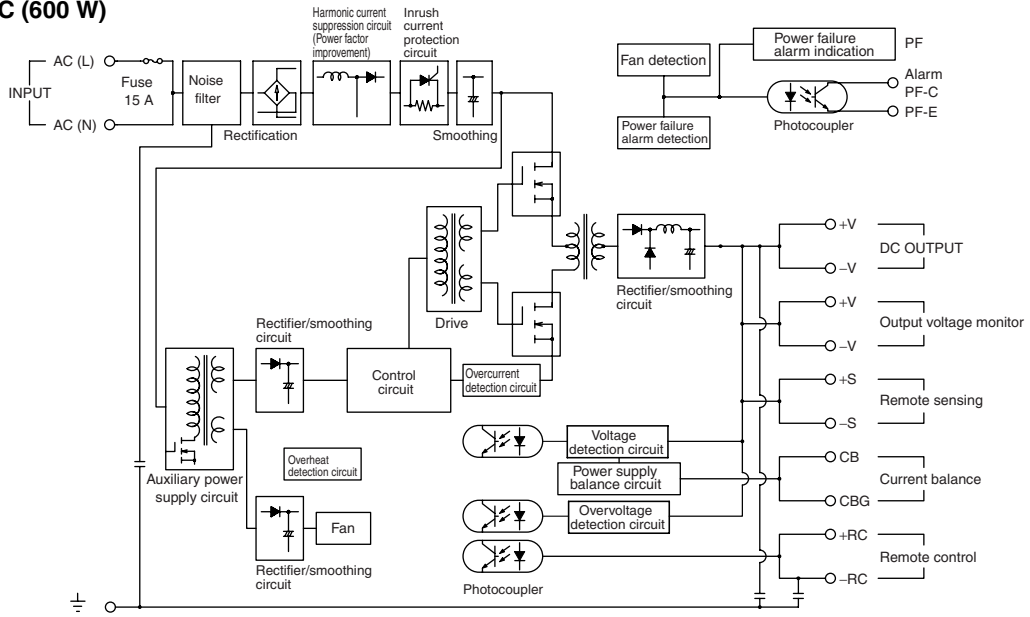 C (600 W)
Harmonic current
suppression circuit
(Power factor
improvement)
Inrush
current
protection
circuit
AC (L)
INPUT
AC (N)
Fuse
15 A
Noise
filter
Rectification
Smoothing
Fan detection
Power failure
alarm indication
PF
Alarm
PF-C
PF-E
Power failure
alarm detection
Photocoupler
Drive
Rectifier/smoothing
circuit
+V
DC OUTPUT
−V
+V
Output voltage monitor
−V
Rectifier/smoothing
circuit
Control
circuit
Overcurrent
detection circuit
+S
Remote sensing
−S
Auxiliary power
supply circuit
Overheat
detection circuit
Voltage
detection circuit
Power supply
balance circuit
CB
Current balance
CBG
Overvoltage
detection circuit
Fan
Rectifier/smoothing
circuit
Photocoupler
+RC
Remote control
−RC